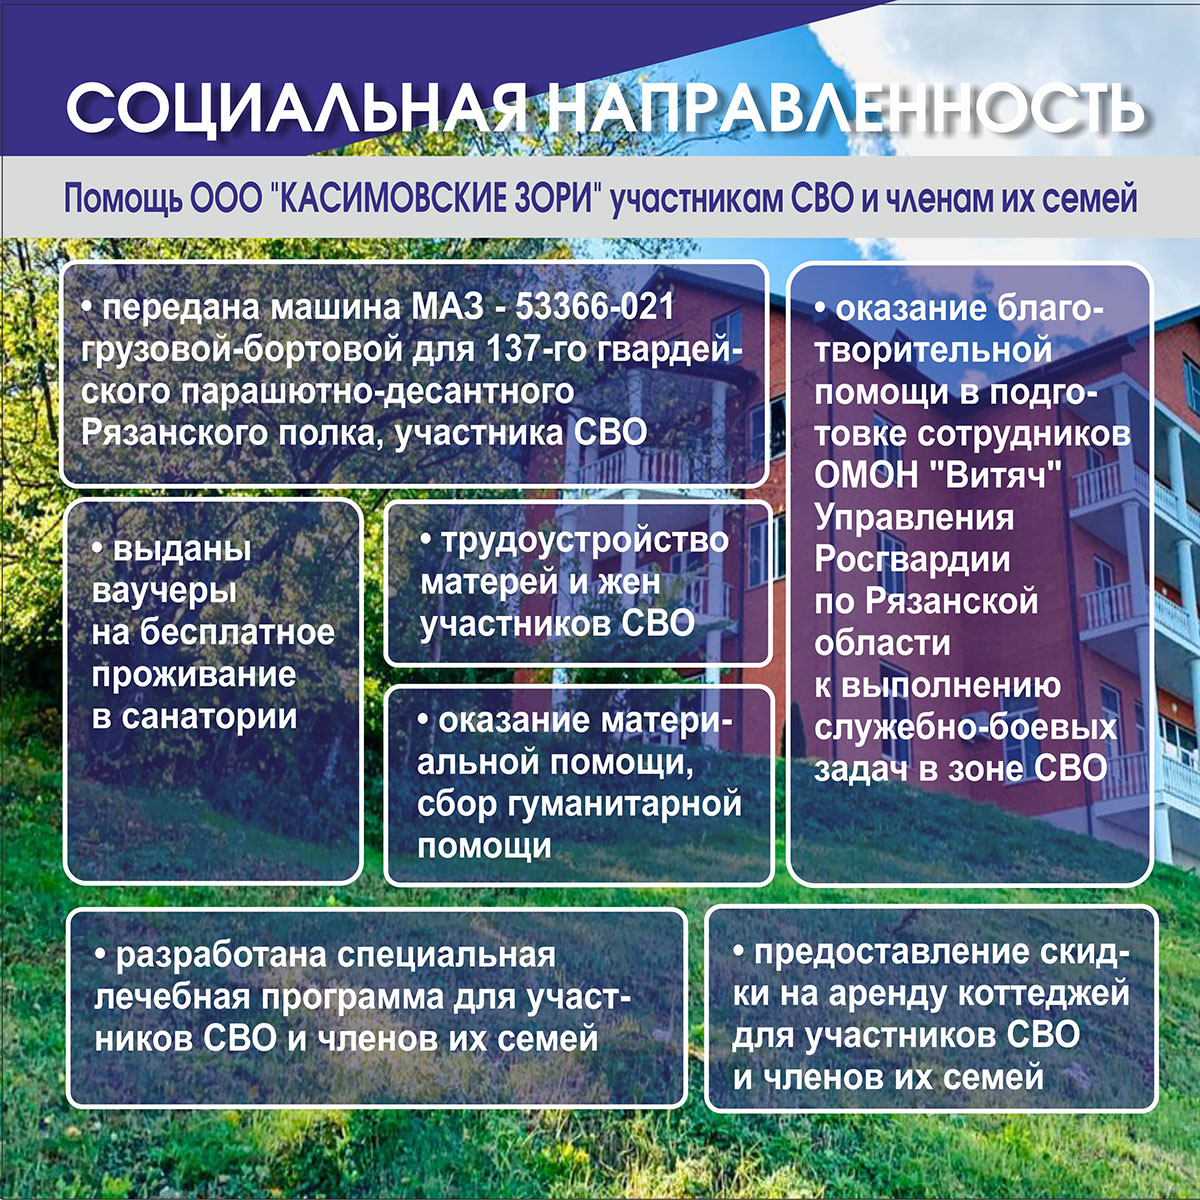 СОЦИАЛЬНАЯ НАПРАВЛЕННОСТЬ
Помощь ООО "КАСИМОВСКИЕ ЗОРИ" участникам СВО и членам их семей
• передана машина МАЗ - 53366-021
грузовой-бортовой для 137-го гвардей-
ского парашютно-десантного
Рязанского полка, участника СВО
• оказание благо-
творительной
помощи в подго-
товке сотрудников
ОМОН "Витяч"
Управления
Росгвардии
по Рязанской
области
к выполнению
служебно-боевых
задач в зоне СВО
• выданы
ваучеры
на бесплатное
проживание
в санатории
• трудоустройство
матерей и жен
участников СВО
• оказание матери-
альной помощи,
сбор гуманитарной
помощи
• разработана специальная
лечебная программа для участ-
ников СВО и членов их семей
• предоставление скид-
ки на аренду коттеджей
для участников СВО
и членов их семей